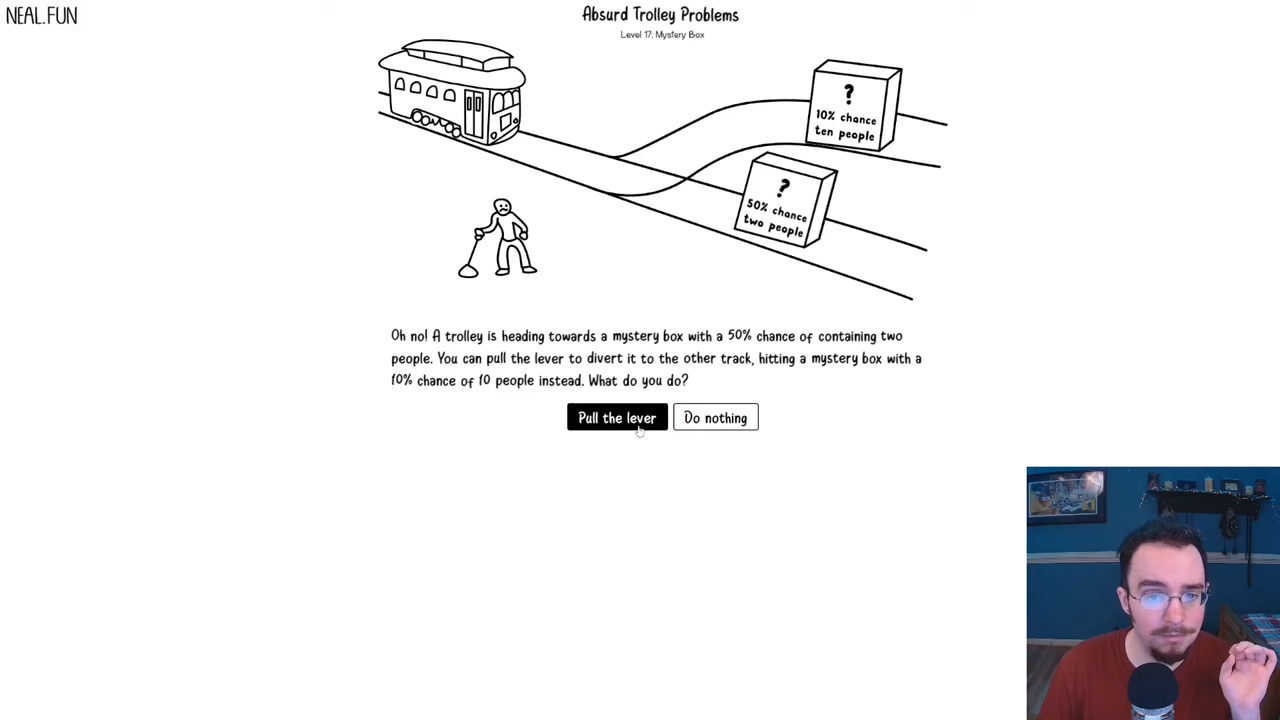 NEAL.FUN
Absurd Trolley Problems
Level 17: Mystery Box
?
10% chance
ten people
?
50% chance
two people
Oh no! A trolley is heading towards a mystery box with a 50% chance of containing two
people. You can pull the lever to divert it to the other track, hitting a mystery box with a
10% chance of 10 people instead. What do you do?
Pull the lever
Do nothing